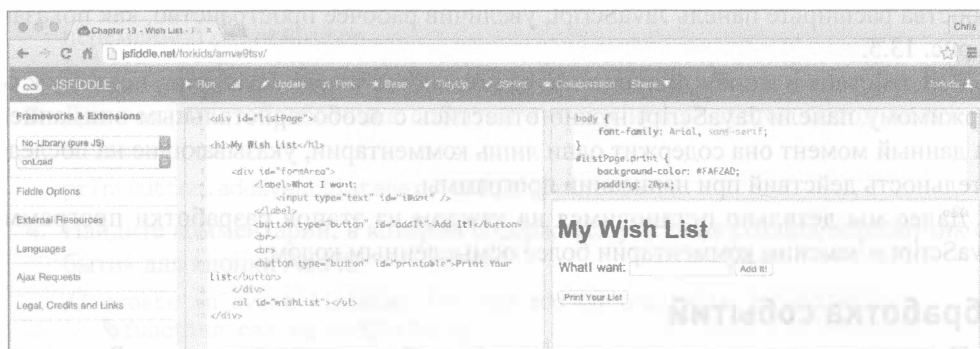 Chapter 13 - Wish List -
Chris
jsfiddle.net/forkids/amve9tsv/
JSFIDDLE
Run
Update
Fork
Base
TidyUp
JSHint
Collaboration
Share
forkids
Frameworks & Extensions
No-Library (pure JS)
onLoad
Fiddle Options
External Resources
Languages
Ajax Requests
Legal, Credits and Links
<div id="listPage">
<h1>My Wish List</h1>
<div id="formArea">
<label>What I want:
<input type="text" id="iWant" />
</label>
<button type="button" id="addIt">Add It!</button>
<br>
<br>
<button type="button" id="printable">Print Your
List</button>
</div>
<ul id="wishList"></ul>
</div>
body {
font-family: Arial, sans-serif;
}
#listPage.print {
background-color: #FAF2AD;
padding: 20px;
My Wish List
What I want:
Add It!
Print Your List